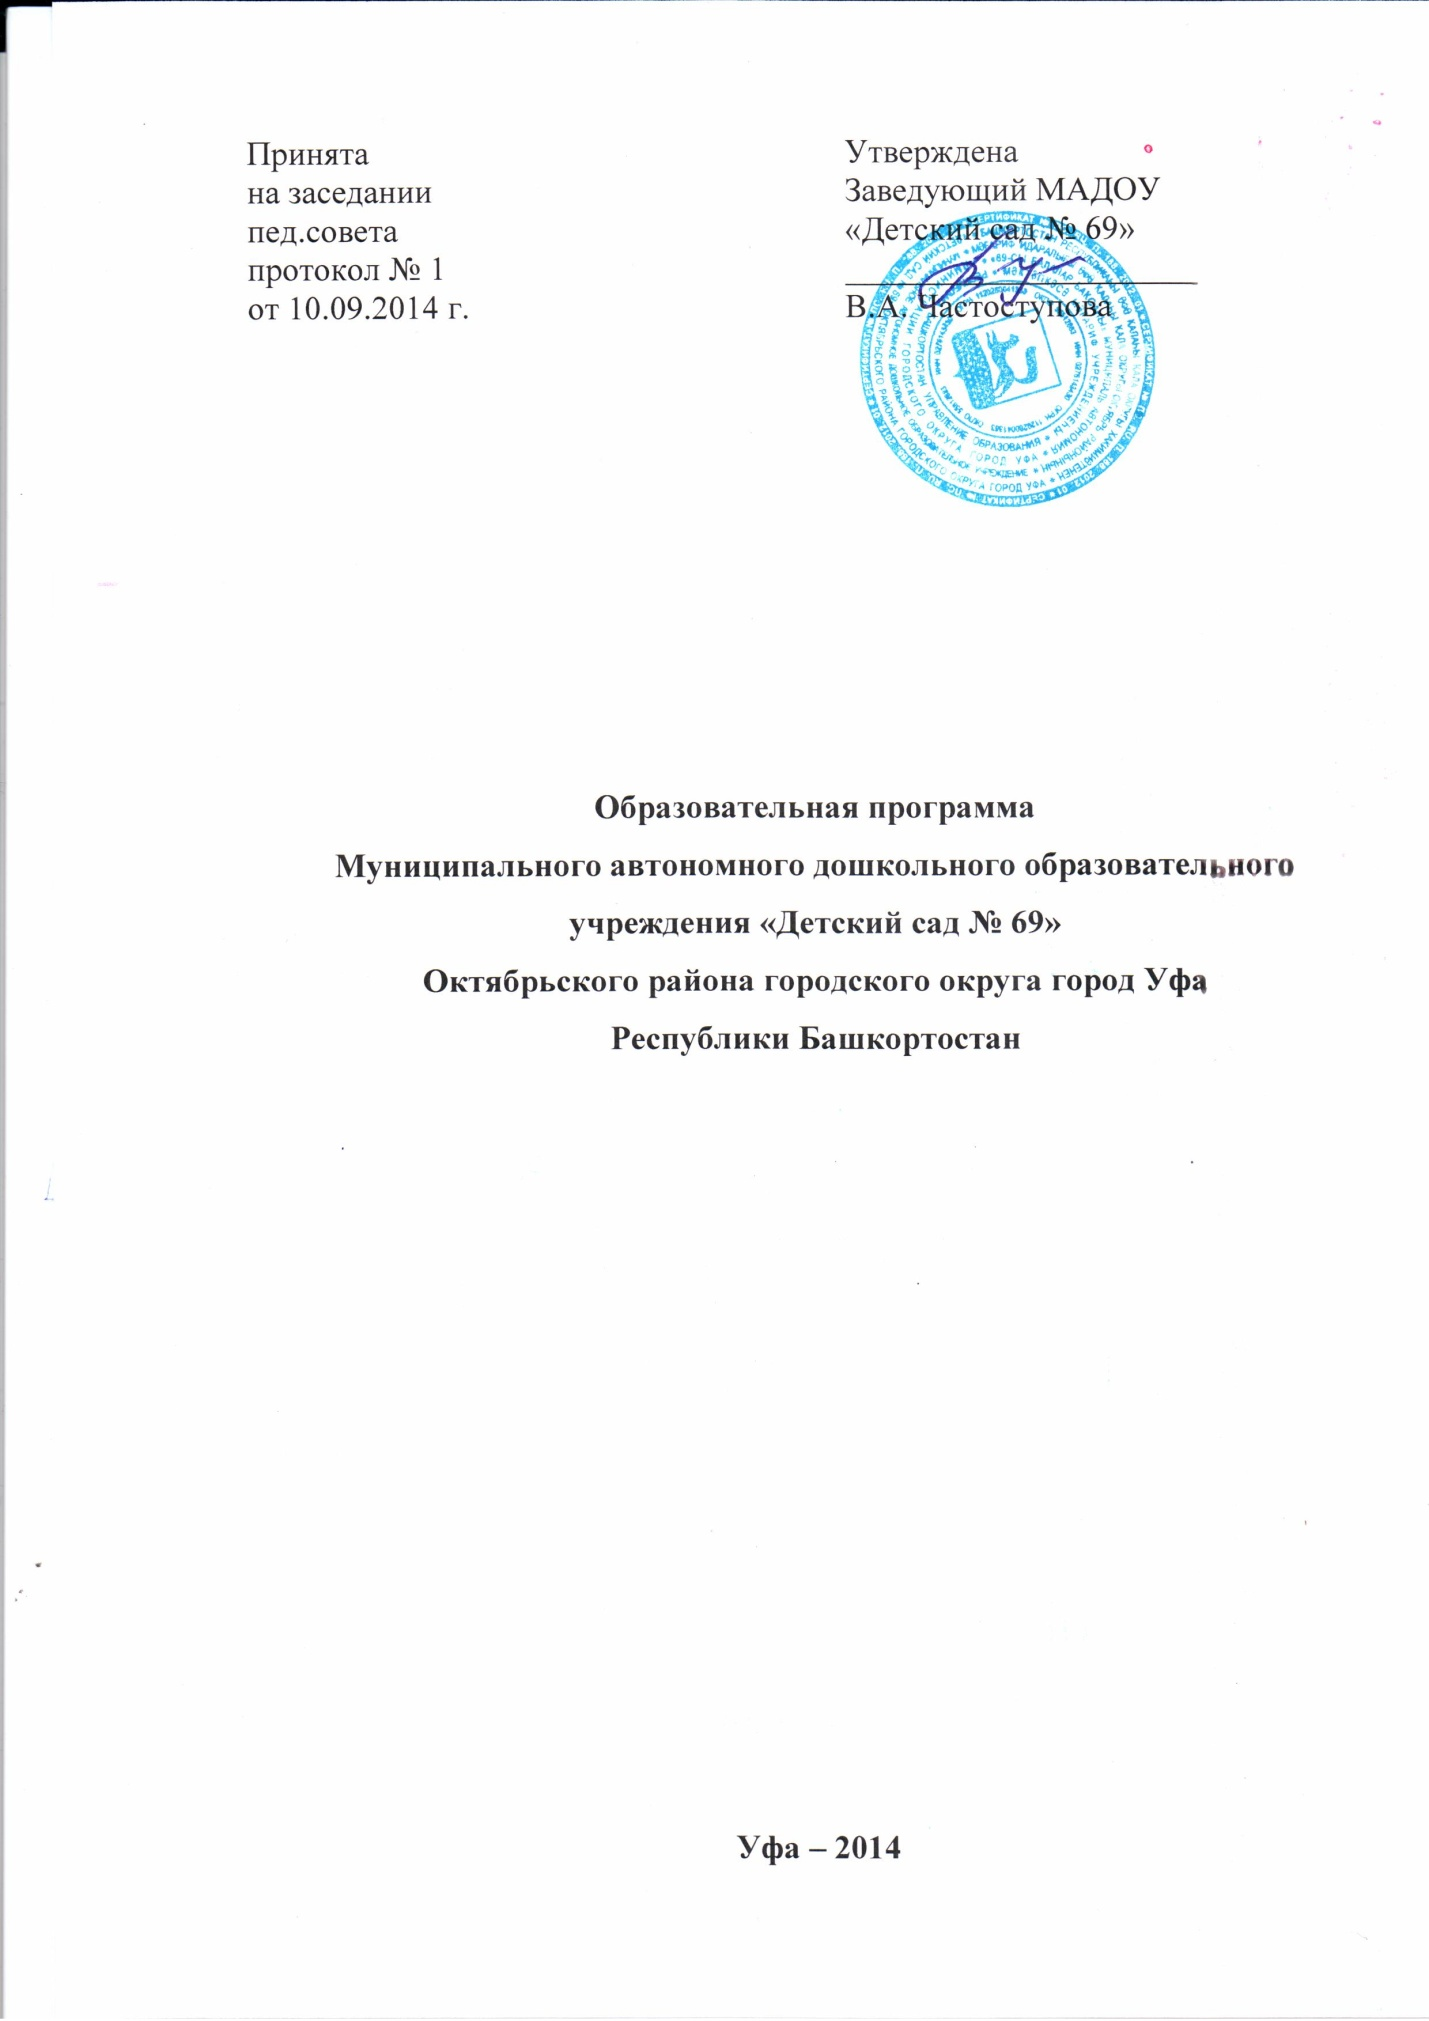 Принята
на заседании
пед.совета
протокол № 1
от 10.09.2014 г.
Утверждена
Заведующий МАДОУ
«Детский сад № 69»
В.А. Частоступова
Образовательная программа
Муниципального автономного дошкольного образовательного
учреждения «Детский сад № 69»
Октябрьского района городского округа город Уфа
Республики Башкортостан
Уфа – 2014